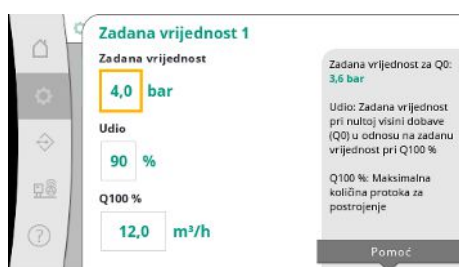 Zadana vrijednost 1
Zadana vrijednost
4,0 bar
Udio
90 %
Q100 %
12,0 m³/h
Zadana vrijednost za Q0:
3,6 bar
Udio: Zadana vrijednost
pri nultoj visini dobave
(Q0) u odnosu na zadanu
vrijednost pri Q100 %
Q100 %: Maksimalna
količina protoka za
postrojenje
Pomoć
?